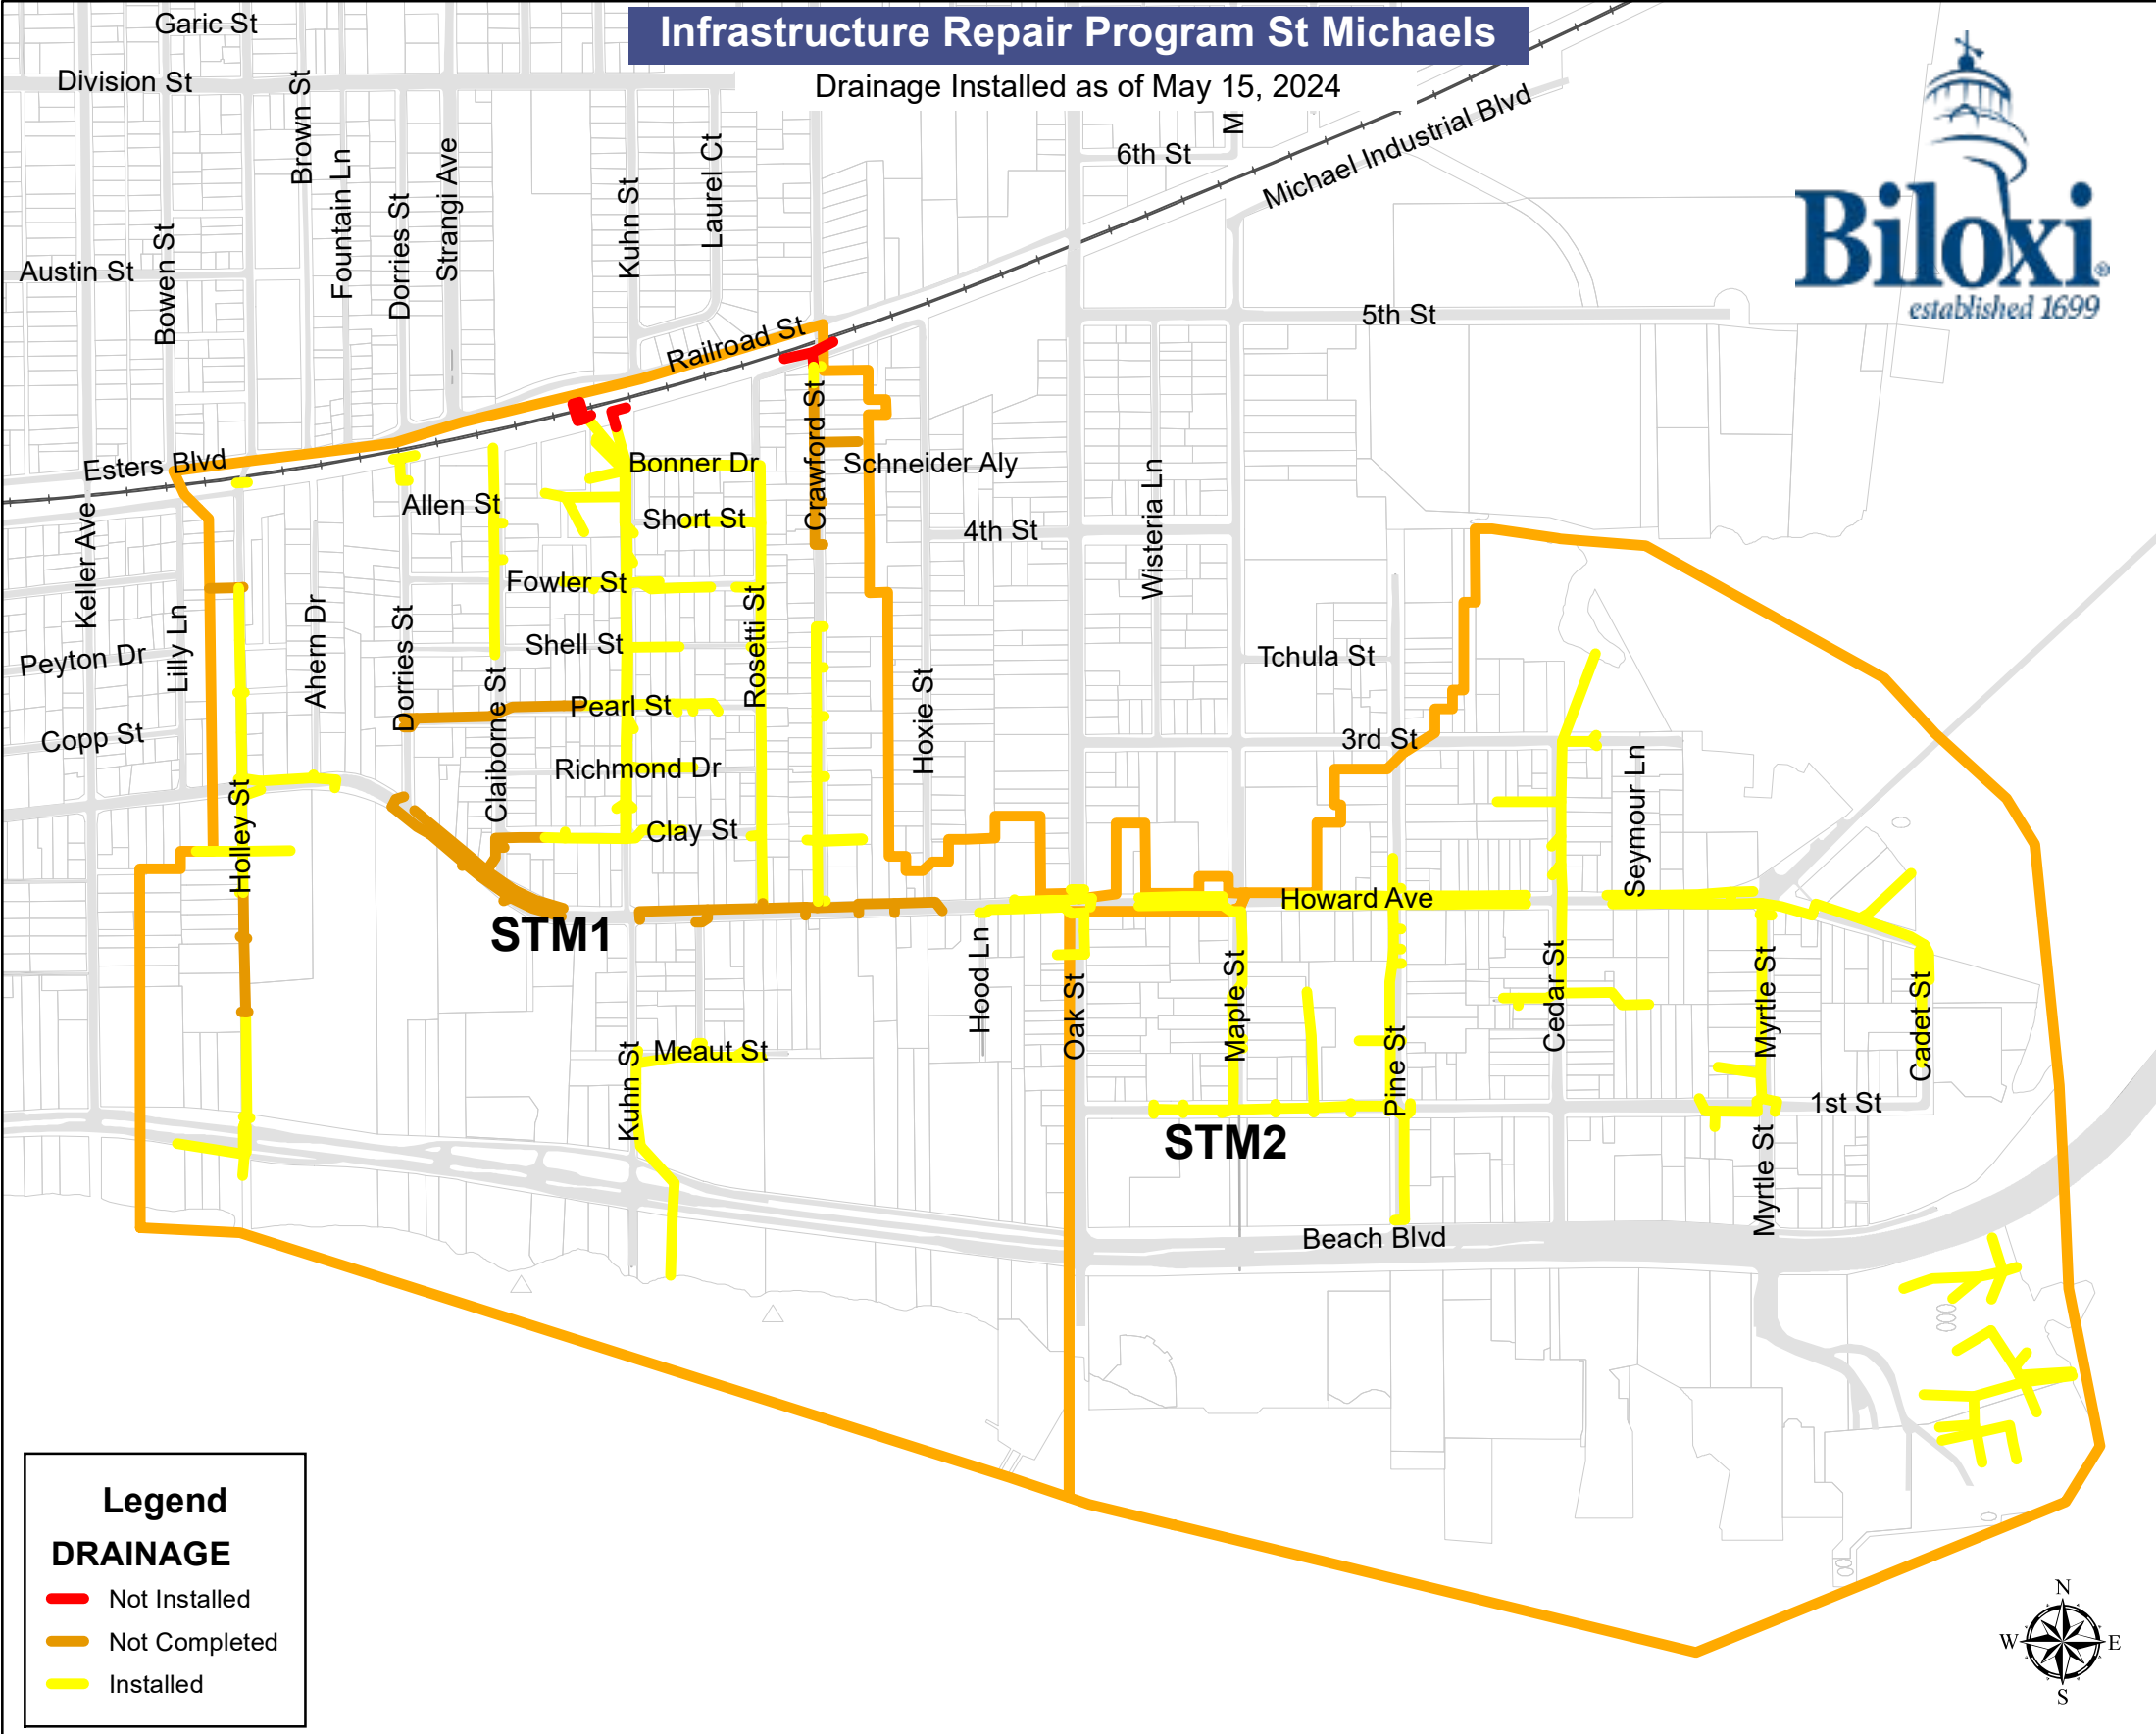 Infrastructure Repair Program St Michaels
Drainage Installed as of May 15, 2024
Biloxi®
established 1699
Garic St
Division St
Brown St
Fountain Ln
Dorries St
Strangi Ave
Kuhn St
Laurel Ct
M
6th St
Michael Industrial Blvd
Austin St
Bowen St
5th St
Railroad St
Esters Blvd
Bonner Dr
Crawford St
Schneider Aly
Allen St
Short St
4th St
Wisteria Ln
Keller Ave
Fowler St
Rosetti St
Lilly Ln
Ahern Dr
Dorries St
Shell St
Peyton Dr
Tchula St
Claiborne St
Pearl St
Hoxie St
Copp St
3rd St
Richmond Dr
Seymour Ln
Holley St
Clay St
Howard Ave
STM1
Hood Ln
Oak St
Maple St
Cedar St
Myrtle St
Cadet St
Meaut St
Pine St
Kuhn St
1st St
STM2
Myrtle St
Beach Blvd
Legend
DRAINAGE
Not Installed
Not Completed
Installed
N
W E
S